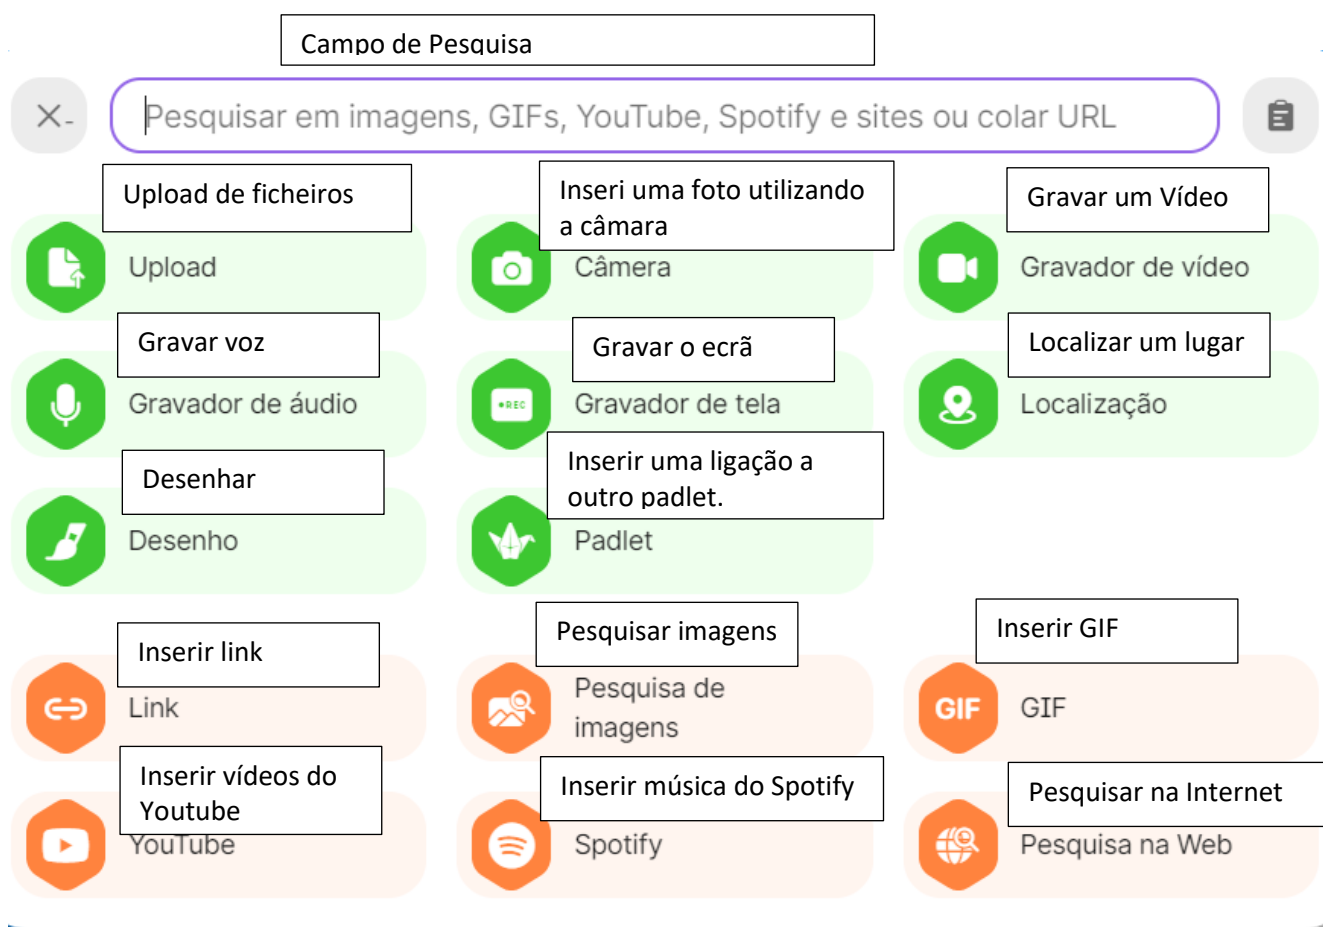 Campo de Pesquisa
Pesquisar em imagens, GIFs, YouTube, Spotify e sites ou colar URL
Upload de ficheiros
Inseri uma foto utilizando
a câmara
Gravar um Vídeo
Upload
Câmera
Gravador de vídeo
Gravar voz
Gravar o ecrã
Localizar um lugar
Gravador de áudio
REC
Gravador de tela
Localização
Desenhar
Inserir uma ligação a
outro padlet.
Desenho
Padlet
Inserir link
Pesquisar imagens
Inserir GIF
Link
Pesquisa de
imagens
GIF
GIF
Inserir vídeos do
Youtube
Inserir música do Spotify
Pesquisar na Internet
YouTube
Spotify
Pesquisa na Web